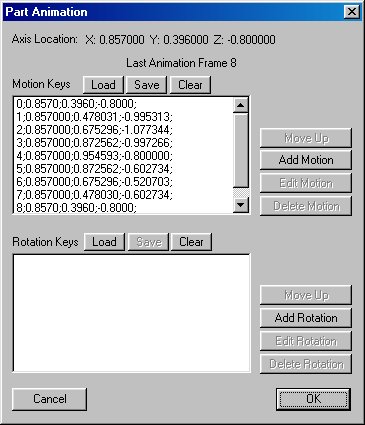 Part Animation
Axis Location: X: 0.857000 Y: 0.396000 Z: -0.800000
Last Animation Frame 8
Motion Keys Load Save Clear
0;0.8570;0.3960;-0.8000;
1;0.857000;0.478031;-0.995313;
2;0.857000;0.675296;-1.077344;
3;0.857000;0.872562;-0.997266;
4;0.857000;0.954593;-0.800000;
5;0.857000;0.872562;-0.602734;
6;0.857000;0.675296;-0.520703;
7;0.857000;0.478030;-0.602734;
8;0.8570;0.3960;-0.8000;
Move Up
Add Motion
Edit Motion
Delete Motion
Rotation Keys Load Save Clear
Move Up
Add Rotation
Edit Rotation
Delete Rotation
Cancel OK